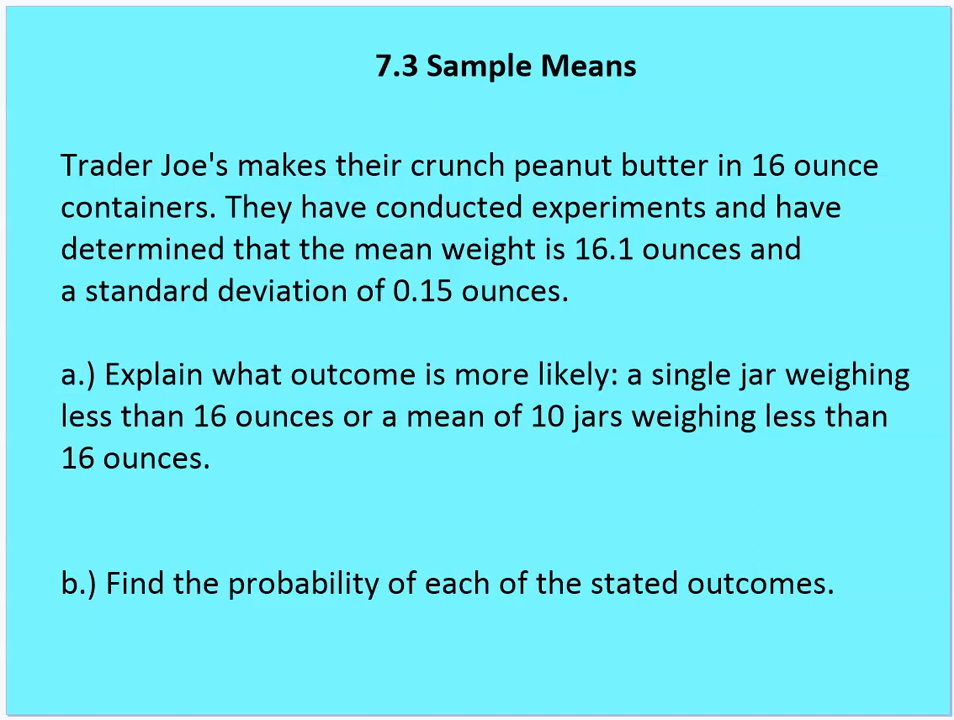 7.3 Sample Means
Trader Joe's makes their crunch peanut butter in 16 ounce
containers. They have conducted experiments and have
determined that the mean weight is 16.1 ounces and
a standard deviation of 0.15 ounces.
a.) Explain what outcome is more likely: a single jar weighing
less than 16 ounces or a mean of 10 jars weighing less than
16 ounces.
b.) Find the probability of each of the stated outcomes.